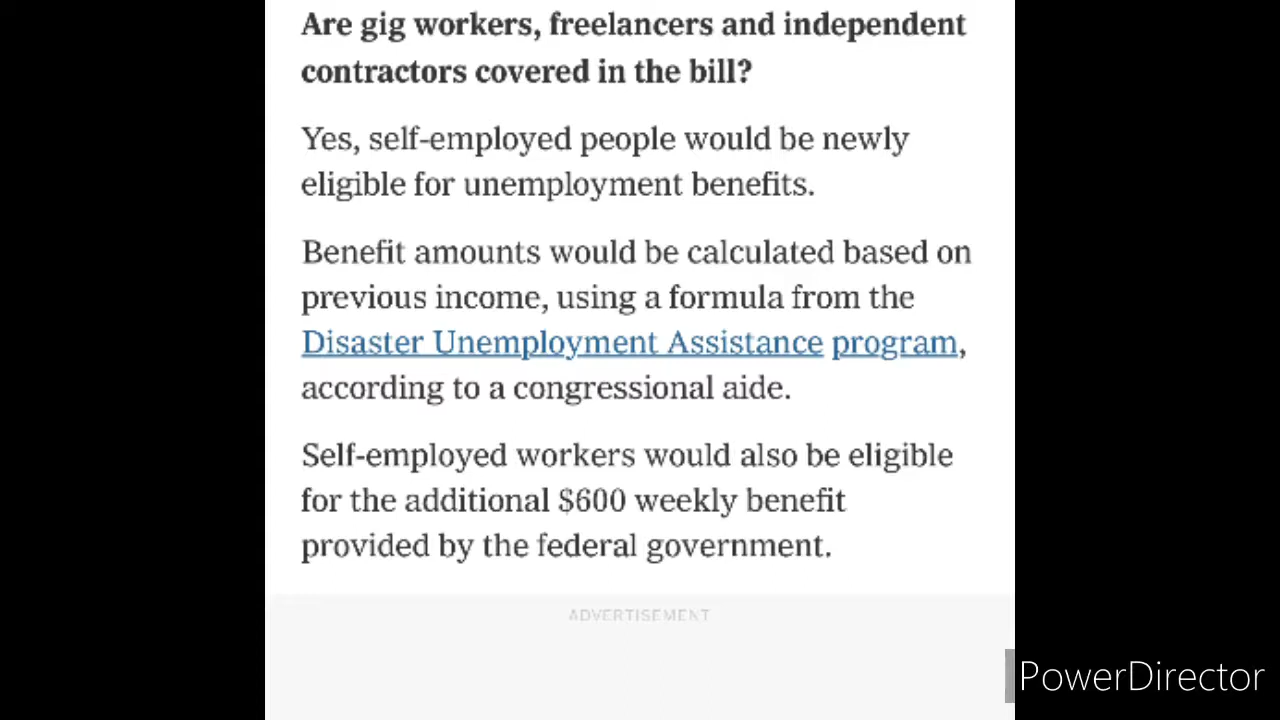 Are gig workers, freelancers and independent
contractors covered in the bill?
Yes, self-employed people would be newly
eligible for unemployment benefits.
Benefit amounts would be calculated based on
previous income, using a formula from the
Disaster Unemployment Assistance program,
according to a congressional aide.
Self-employed workers would also be eligible
for the additional $600 weekly benefit
provided by the federal government.
ADVERTISEMENT
PowerDirector